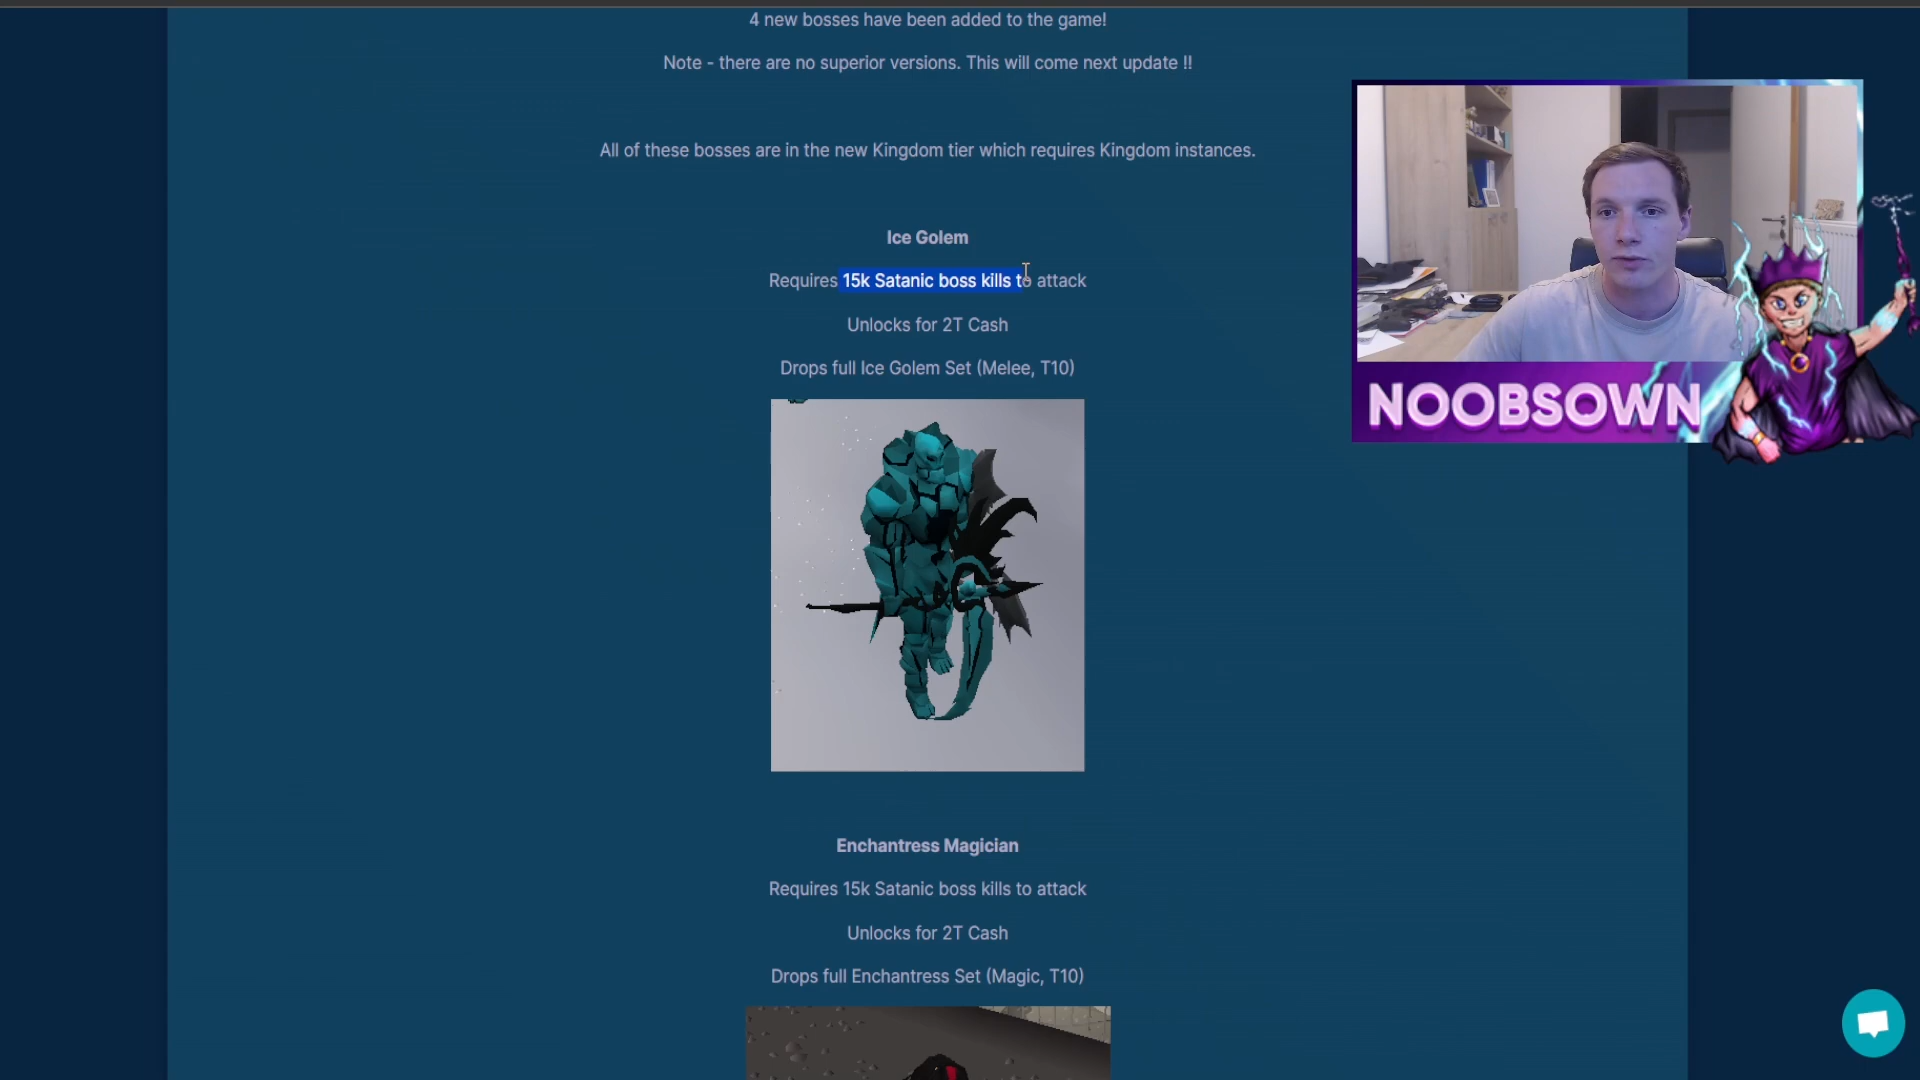 4 new bosses have been added to the game!
Note - there are no superior versions. This will come next update !!
All of these bosses are in the new Kingdom tier which requires Kingdom instances.
Ice Golem
Requires 15k Satanic boss kills to attack
Unlocks for 2T Cash
Drops full Ice Golem Set (Melee, T10)
NOOBSOWN
Enchantress Magician
Requires 15k Satanic boss kills to attack
Unlocks for 2T Cash
Drops full Enchantress Set (Magic, T10)